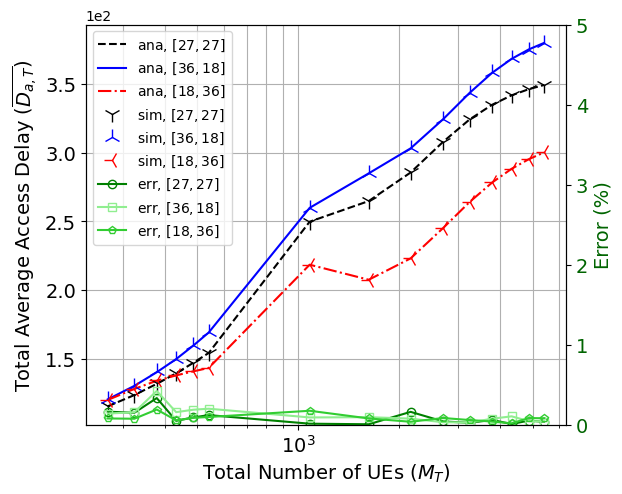 1e2
ana, [27, 27]
ana, [36, 18]
ana, [18, 36]
sim, [27, 27]
sim, [36, 18]
sim, [18, 36]
err, [27, 27]
err, [36, 18]
err, [18, 36]
3.5
3.0
2.5
2.0
1.5
Total Average Access Delay ($\overline{D_{a,T}}$)
5
4
3
2
1
0
Error (%)
10³
Total Number of UEs ($M_T$)